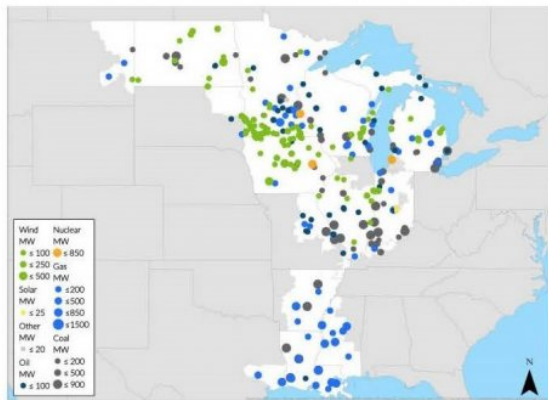 Wind
MW
≤ 100
≤ 250
≤ 500
Solar
MW
≤ 25
Other
MW
≤ 20
Oil
MW
≤ 100
Nuclear
MW
≤ 850
Gas
MW
≤200
≤500
≤850
≤1500
Coal
MW
≤ 200
≤ 500
≤ 900
N